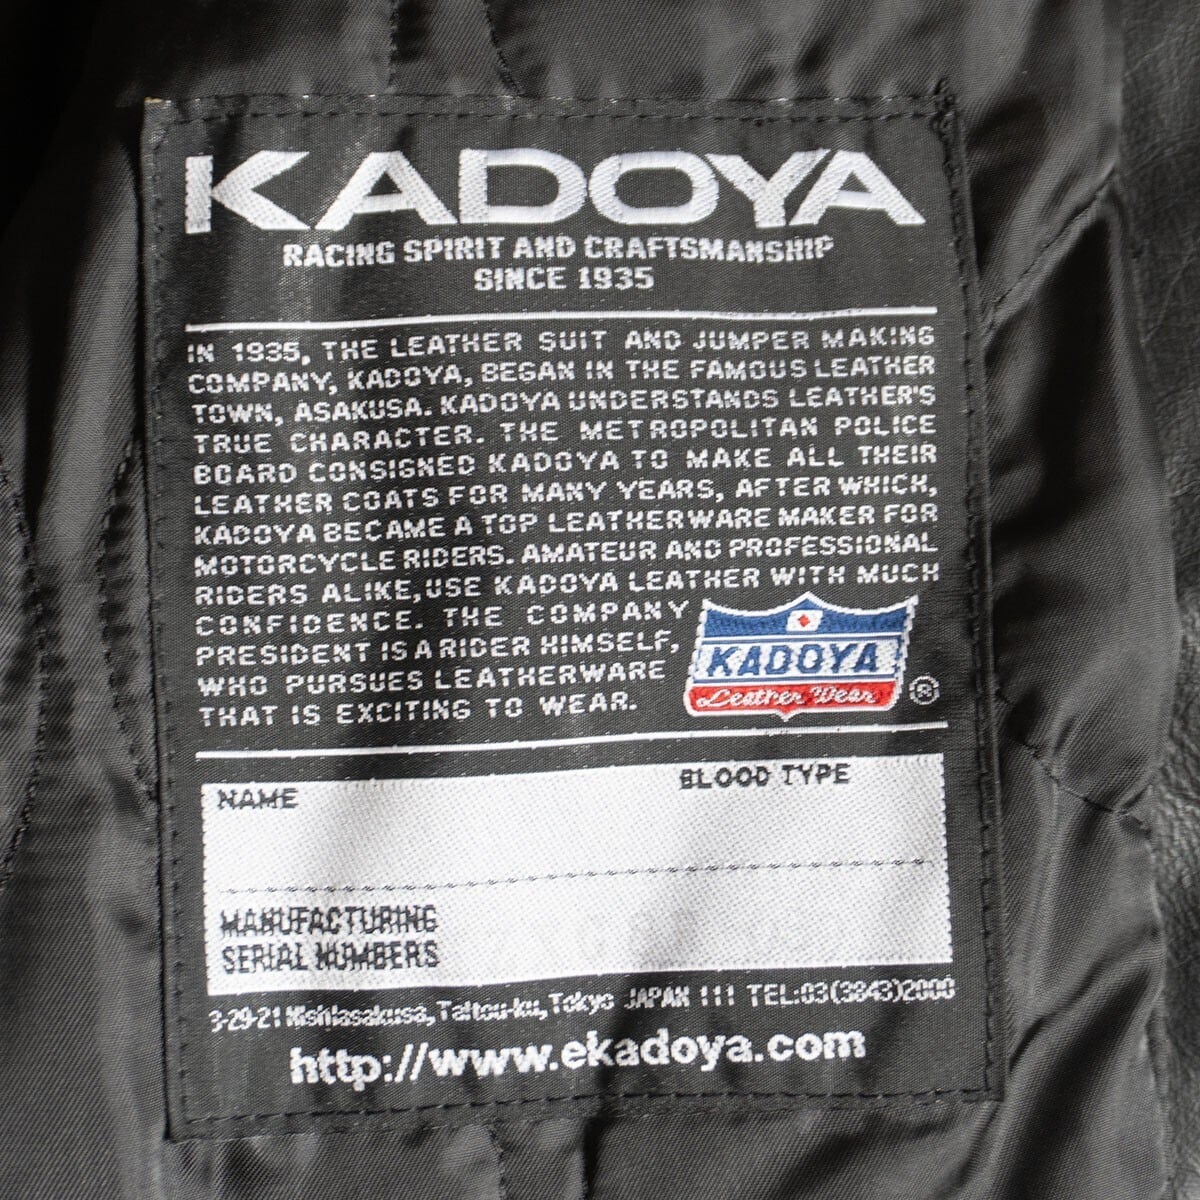 KADOYA
RACING SPIRIT AND CRAFTSMANSHIP
SINCE 1935
IN 1935, THE LEATHER SUIT AND JUMPER MAKING
COMPANY, KADOYA, BEGAN IN THE FAMOUS LEATHER
TOWN, ASAKUSA. KADOYA UNDERSTANDS LEATHER'S
TRUE CHARACTER. THE METROPOLITAN POLICE
BOARD CONSIGNED KADOYA TO MAKE ALL THEIR
LEATHER COATS FOR MANY YEARS, AFTER WHICH,
KADOYA BECAME A TOP LEATHERWARE MAKER FOR
MOTORCYCLE RIDERS. AMATEUR AND PROFESSIONAL
RIDERS ALIKE, USE KADOYA LEATHER WITH MUCH
CONFIDENCE. THE COMPANY
PRESIDENT IS A RIDER HIMSELF,
WHO PURSUES LEATHERWARE
THAT IS EXCITING TO WEAR.
KADOYA
Leather Wear
®
NAME
BLOOD TYPE
MANUFACTURING
SERIAL NUMBERS
3-29-21 Nishiasakusa, Taitou-ku, Tokyo JAPAN 111 TEL:03(3843)2000
http://www.ekadoya.com